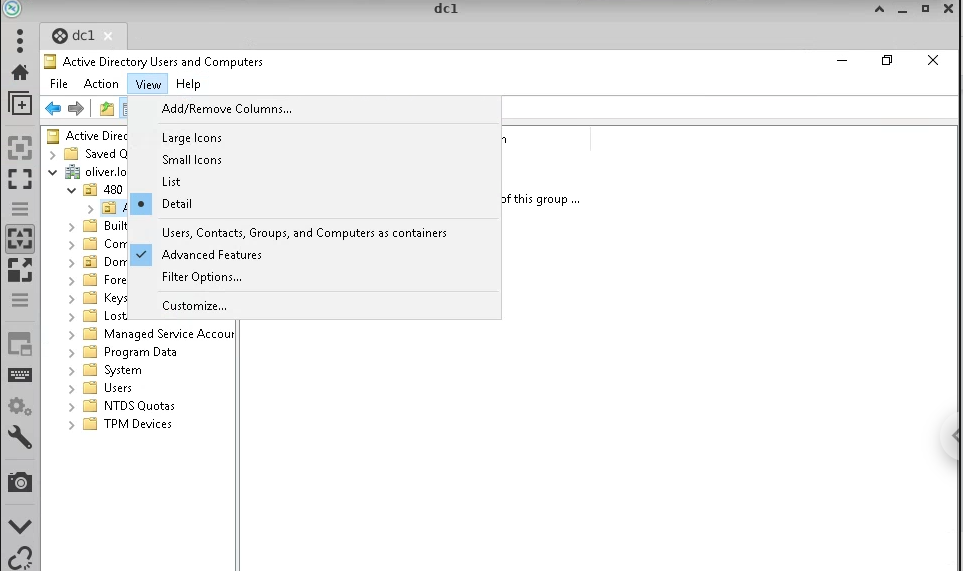 dc1
dc1
Active Directory Users and Computers
File Action View Help
Add/Remove Columns...
Large Icons
Small Icons
List
Detail
of this group ...
Users, Contacts, Groups, and Computers as containers
Advanced Features
Filter Options...
Customize...
Active Direc
Saved Q
oliver.lo
480
Built
Com
Dom
Fore
Keys
Lost
Managed Service Accour
Program Data
System
Users
NTDS Quotas
TPM Devices